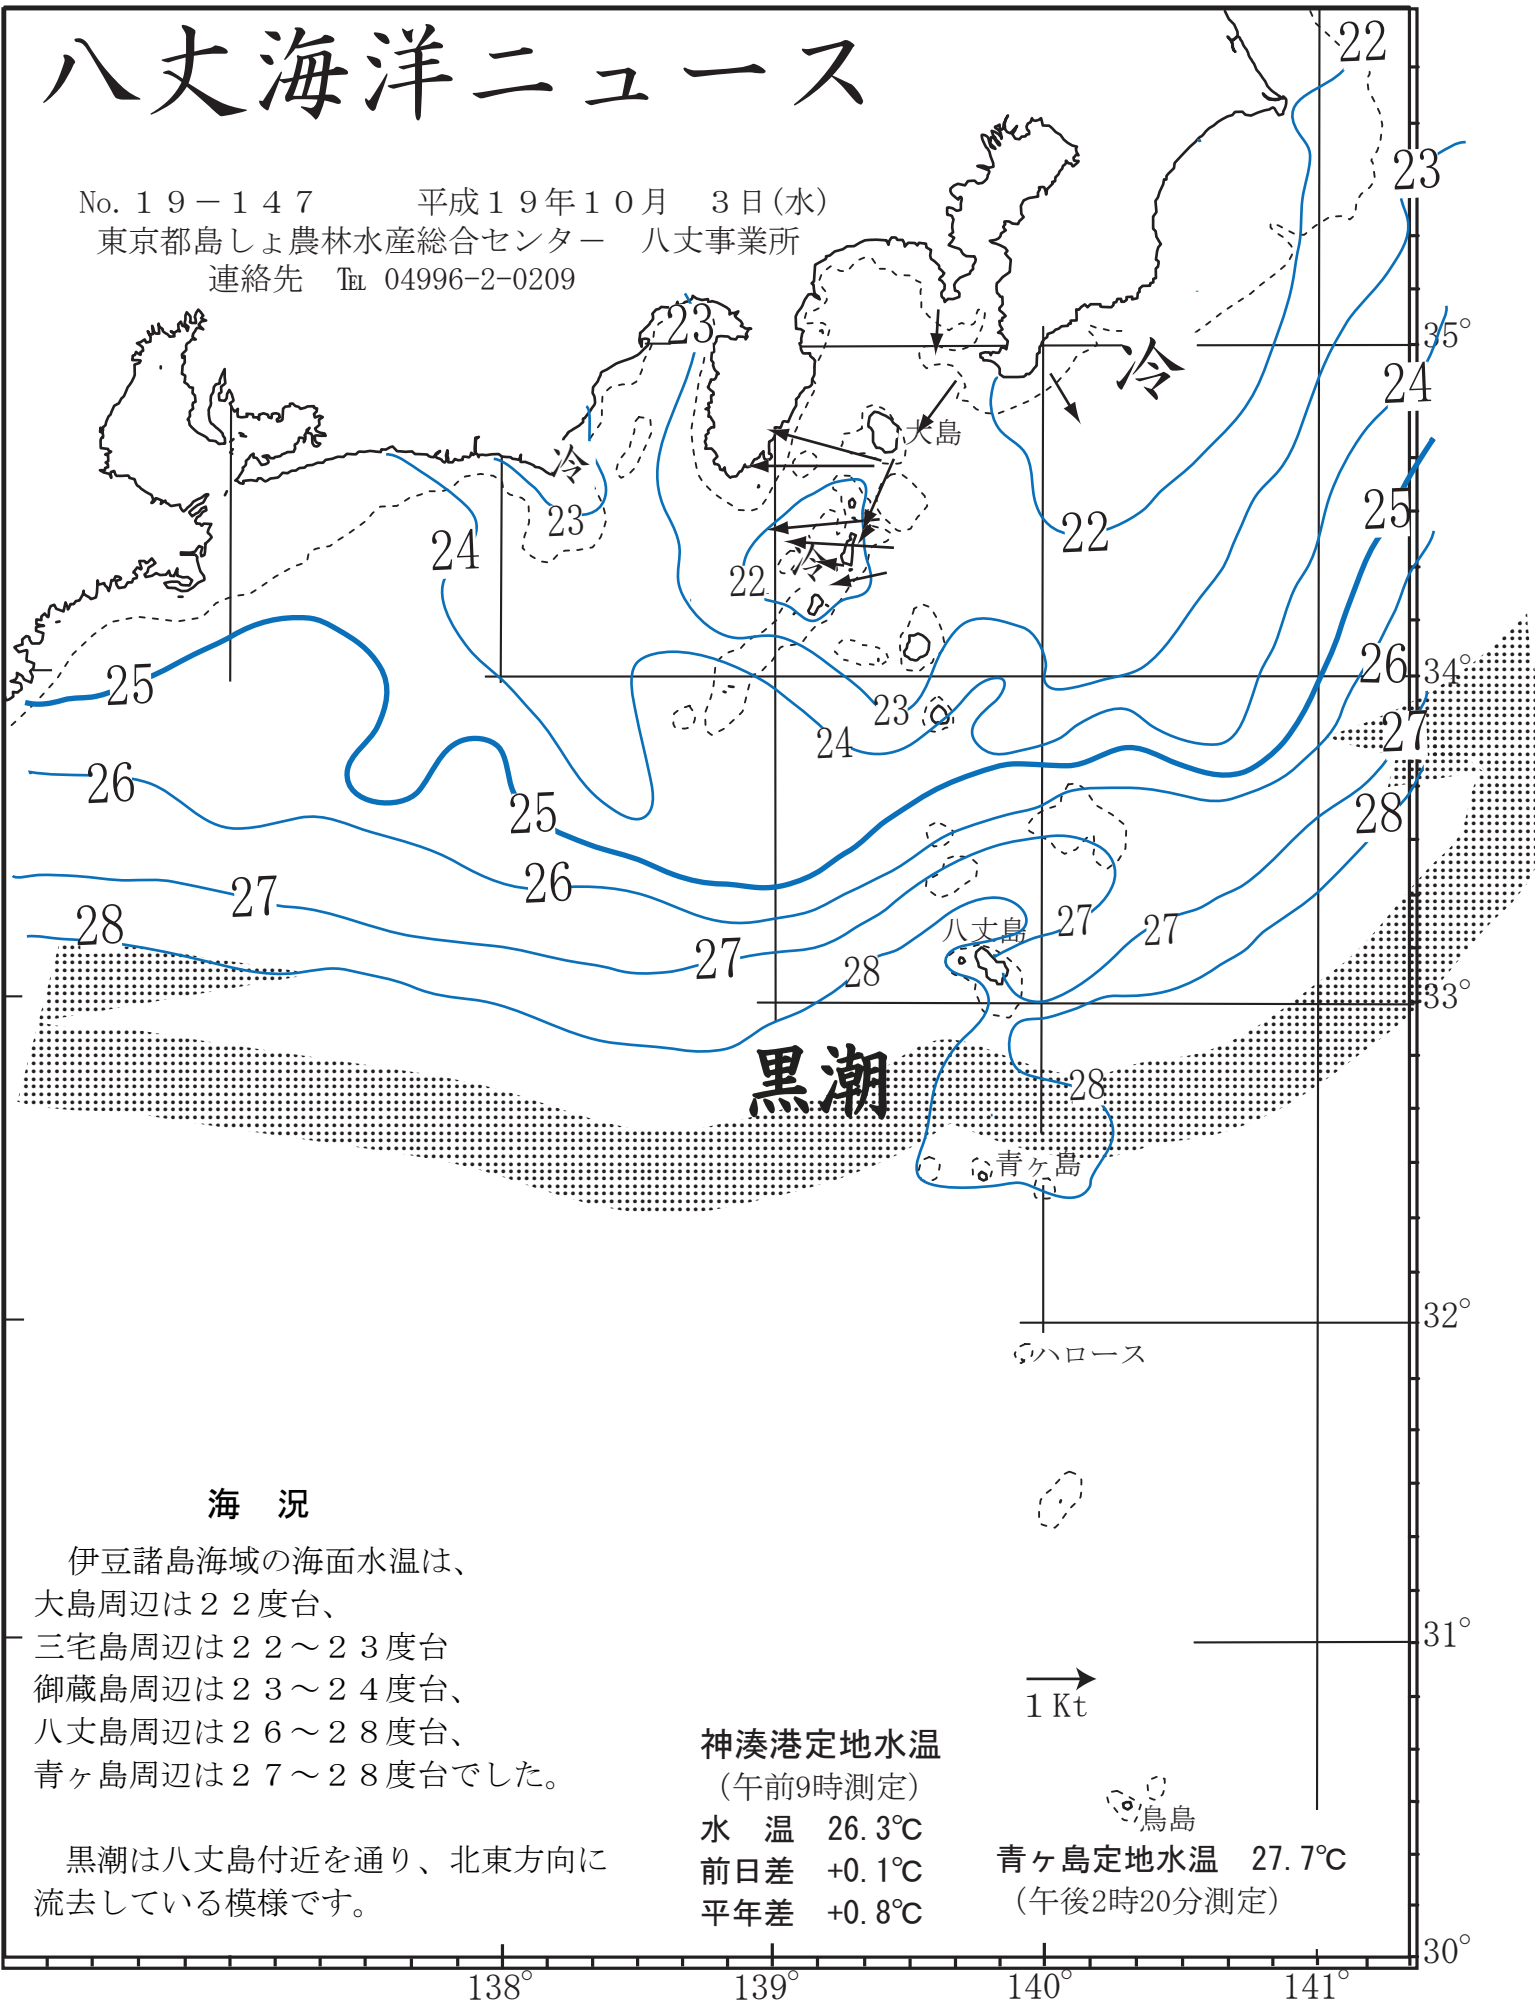 八丈海洋ニュース
No.１９－１４７　平成１９年１０月　３日(水)
東京都島しょ農林水産総合センター　八丈事業所
連絡先　℡ 04996-2-0209
22
23
23
35°
冷
24
大島
冷
25
23
22
24
冷
22
26
34°
25
23
27
24
26
28
25
26
27
27
27
28
八丈島
27
28
33°
黒潮
28
青ヶ島
32°
ハロース
海　況
伊豆諸島海域の海面水温は、
大島周辺は２２度台、
三宅島周辺は２２～２３度台
御蔵島周辺は２３～２４度台、
八丈島周辺は２６～２８度台、
青ヶ島周辺は２７～２８度台でした。
黒潮は八丈島付近を通り、北東方向に
流去している模様です。
31°
1 Kt
神湊港定地水温
（午前9時測定）
水　温　26.3℃
前日差　+0.1℃
平年差　+0.8℃
鳥島
青ヶ島定地水温　27.7℃
（午後2時20分測定）
30°
138°
139°
140°
141°